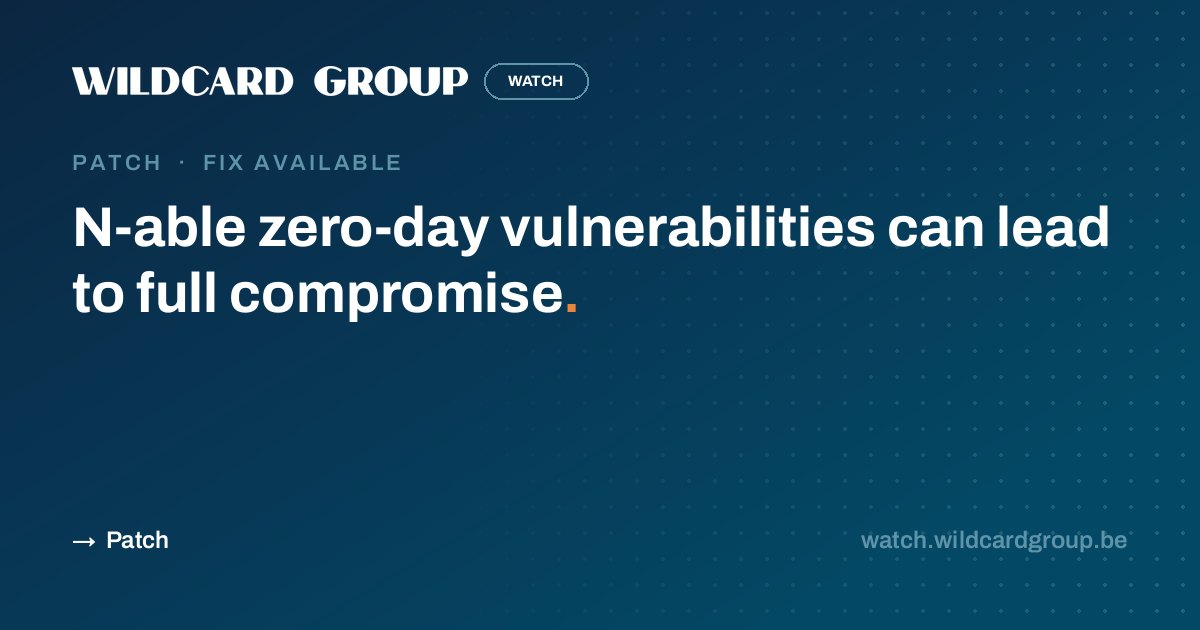 WILDCARD GROUP WATCH
PATCH · FIX AVAILABLE
N-able zero-day vulnerabilities can lead
to full compromise.
→ Patch
watch.wildcardgroup.be